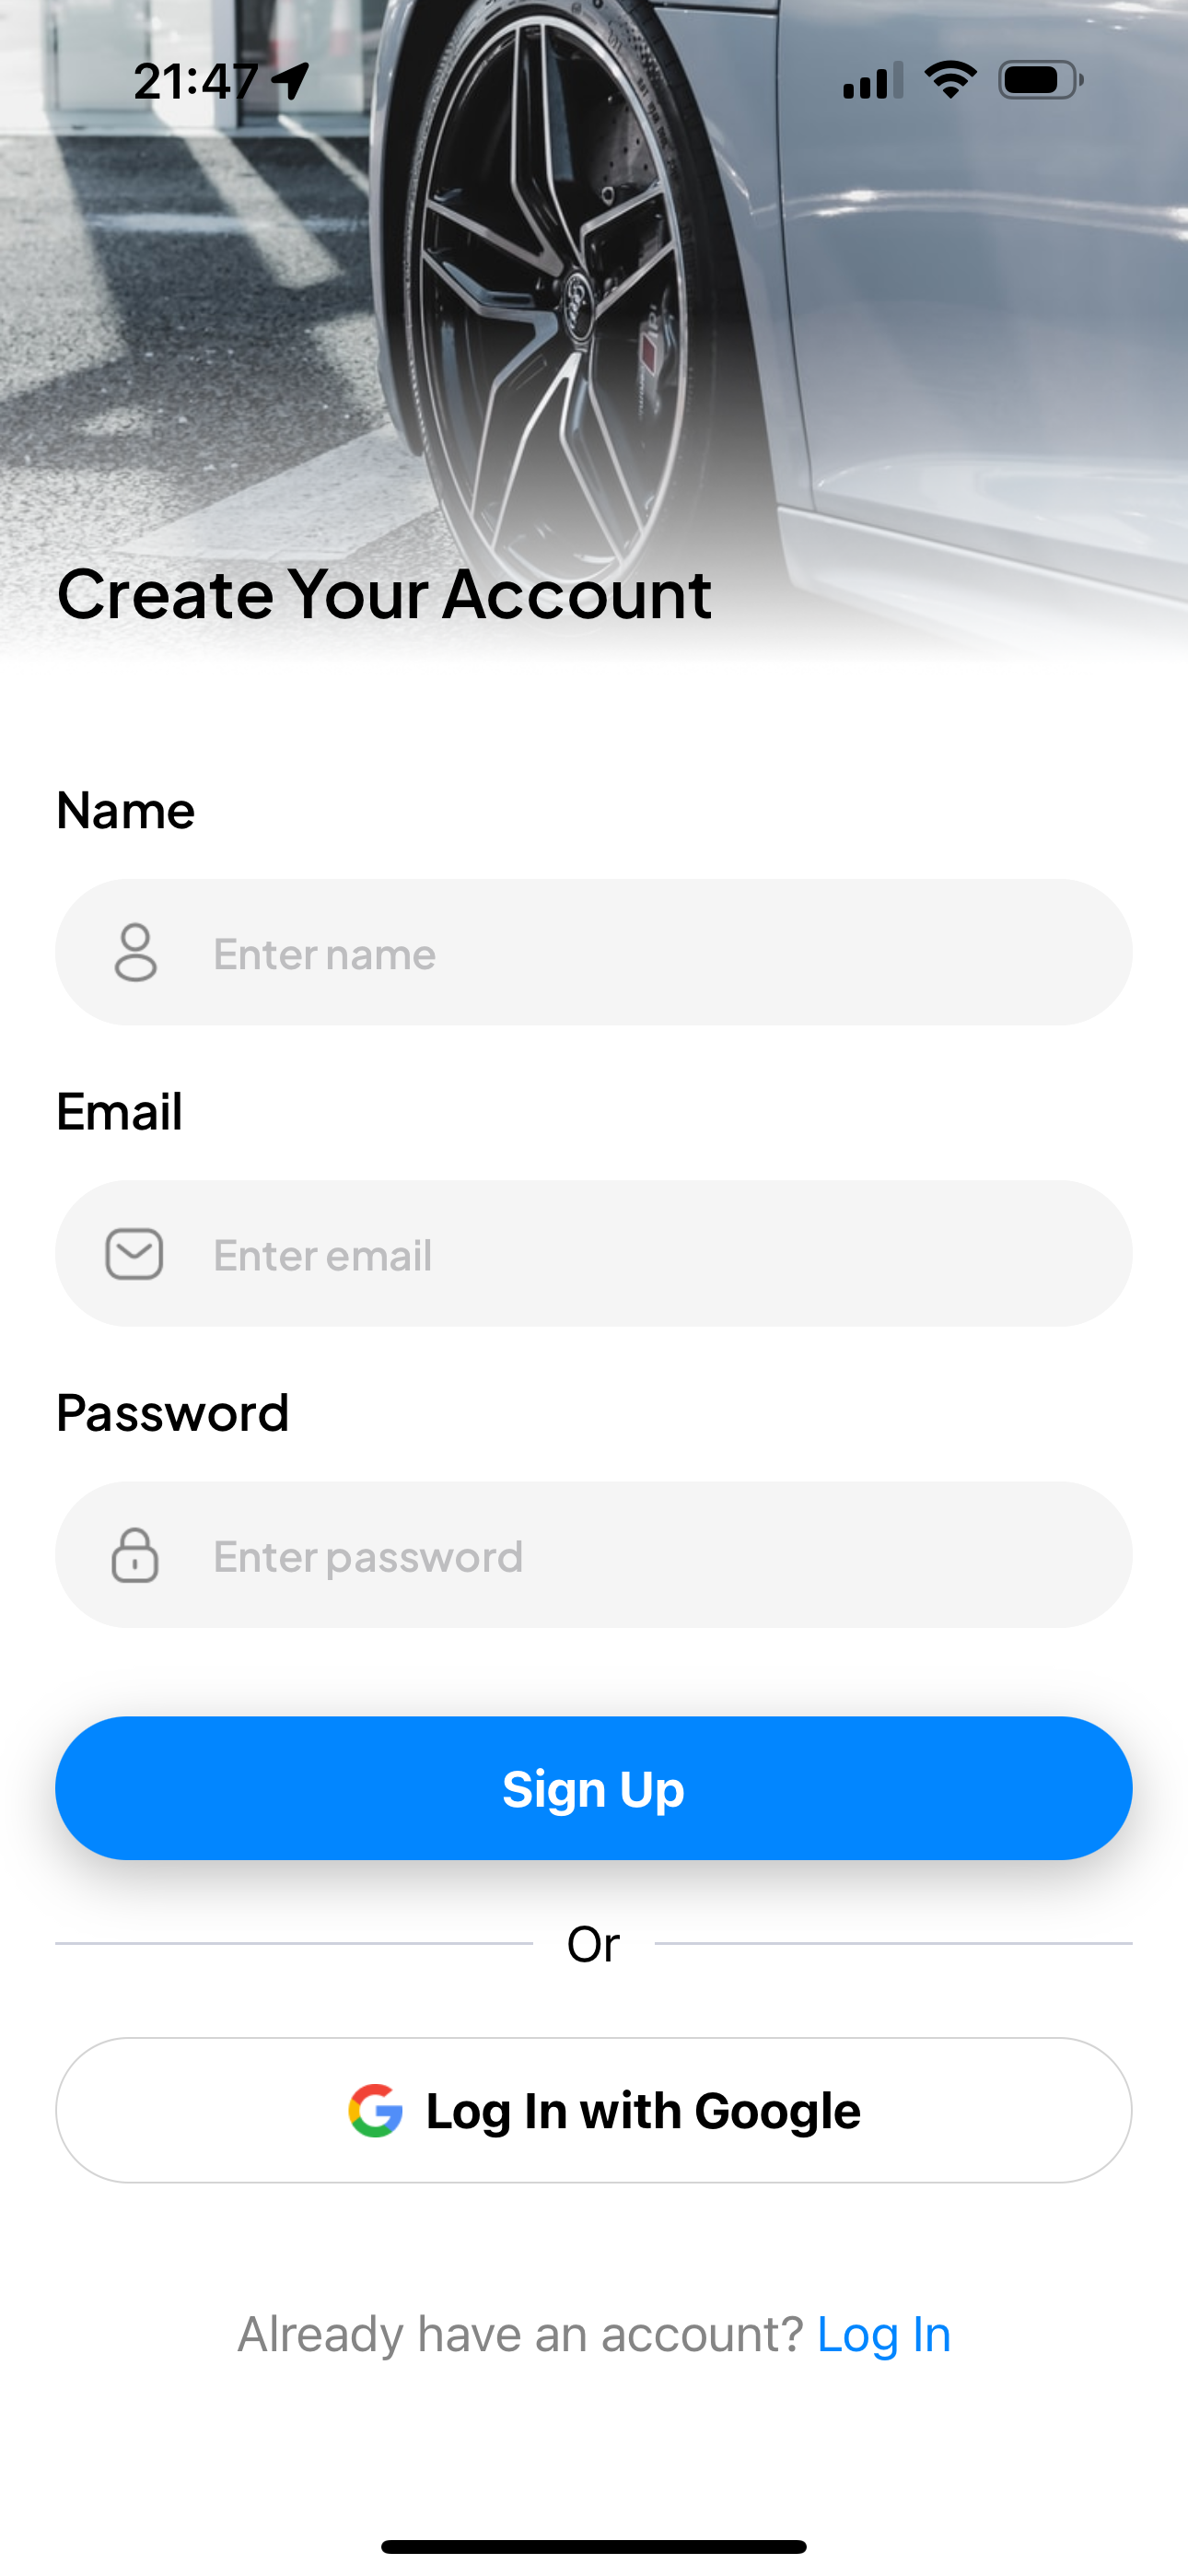 21:47
Create Your Account
Name
Enter name
Email
Enter email
Password
Enter password
Sign Up
Or
Log In with Google
Already have an account? Log In